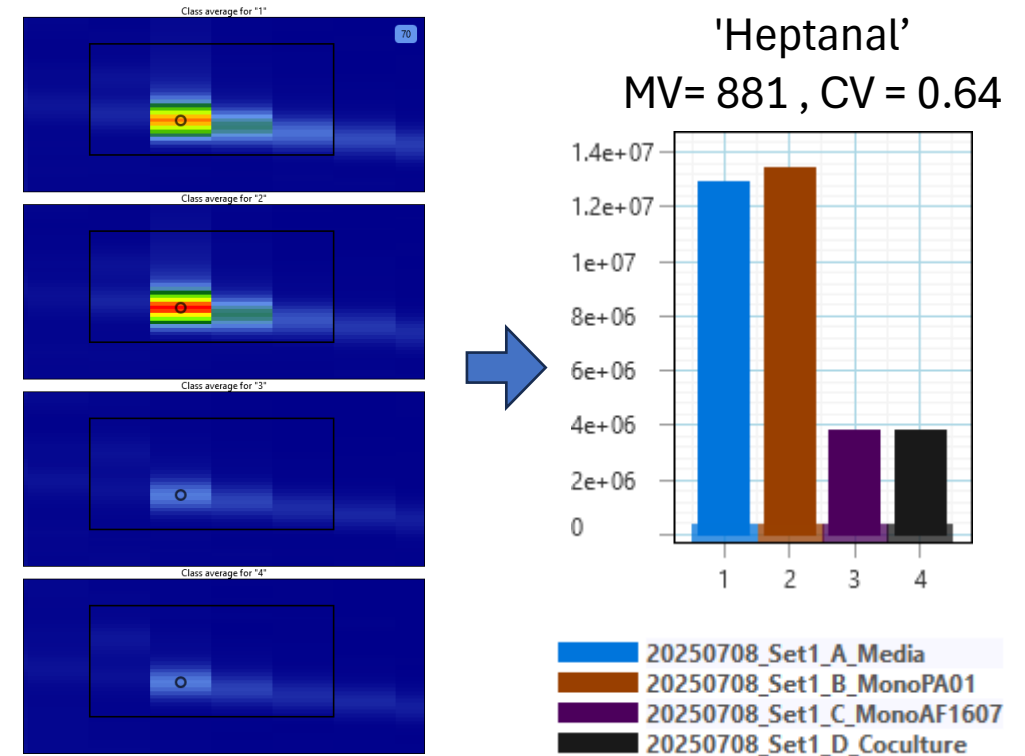 Class average for "1"
70
Class average for "2"
Class average for "3"
Class average for "4"
'Heptanal’
MV= 881 , CV = 0.64
1.4e+07
1.2e+07
1e+07
8e+06
6e+06
4e+06
2e+06
0
1 2 3 4
20250708_Set1_A_Media
20250708_Set1_B_MonoPA01
20250708_Set1_C_MonoAF1607
20250708_Set1_D_Coculture